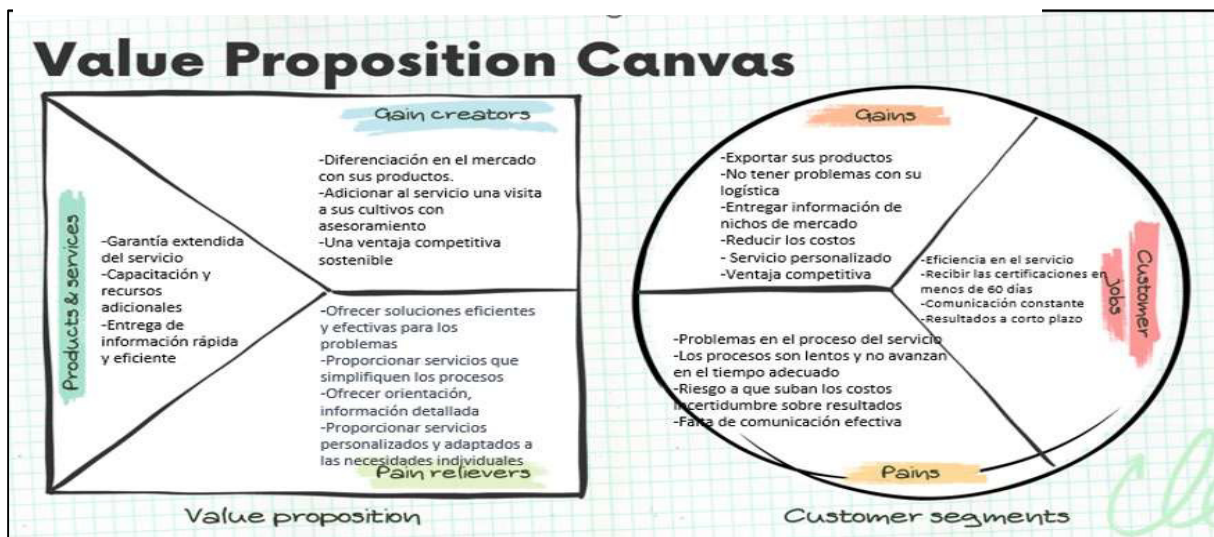 Value Proposition Canvas
Gain creators
-Diferenciación en el mercado
con sus productos.
-Adicionar al servicio una visita
a sus cultivos con
asesoramiento
-Una ventaja competitiva
sostenible
Products & services
-Garantía extendida
del servicio
-Capacitación y
recursos
adicionales
-Entrega de
información rápida
y eficiente
-Ofrecer soluciones eficientes
y efectivas para los
problemas
-Proporcionar servicios que
simplifiquen los procesos
-Ofrecer orientación,
información detallada
-Proporcionar servicios
personalizados y adaptados a
las necesidades individuales
Pain relievers
Value proposition
Gains
-Exportar sus productos
-No tener problemas con su
logística
-Entregar información de
nichos de mercado
-Reducir los costos
- Servicio personalizado
-Ventaja competitiva
Customer
jobs
-Eficiencia en el servicio
-Recibir las certificaciones en
menos de 60 días
-Comunicación constante
-Resultados a corto plazo
-Problemas en el proceso del servicio
-Los procesos son lentos y no avanzan
en el tiempo adecuado
-Riesgo a que suban los costos
incertidumbre sobre resultados
-Falta de comunicación efectiva
Pains
Customer segments